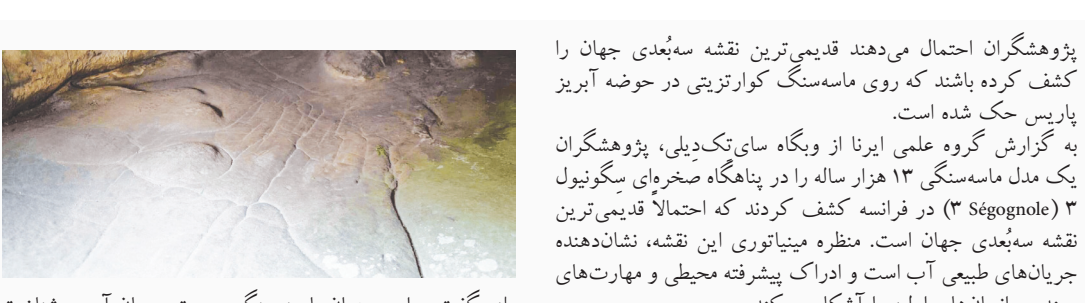 پژوهشگران احتمال می‌دهند قدیمی‌ترین نقشه سه‌بُعدی جهان را
کشف کرده باشند که روی ماسه‌سنگ کوارتزیتی در حوضه آبریز
پاریس حک شده است.
به گزارش گروه علمی ایرنا از وبگاه سای‌تک‌دِیلی، پژوهشگران
یک مدل ماسه‌سنگی ۱۳ هزار ساله را در پناهگاه صخره‌ای سِگونیول
۳ (Ségognole ۳) در فرانسه کشف کردند که احتمالاً قدیمی‌ترین
نقشه سه‌بُعدی جهان است. منظره مینیاتوری این نقشه، نشان‌دهنده
جریان‌های طبیعی آب است و ادراک پیشرفته محیطی و مهارت‌های